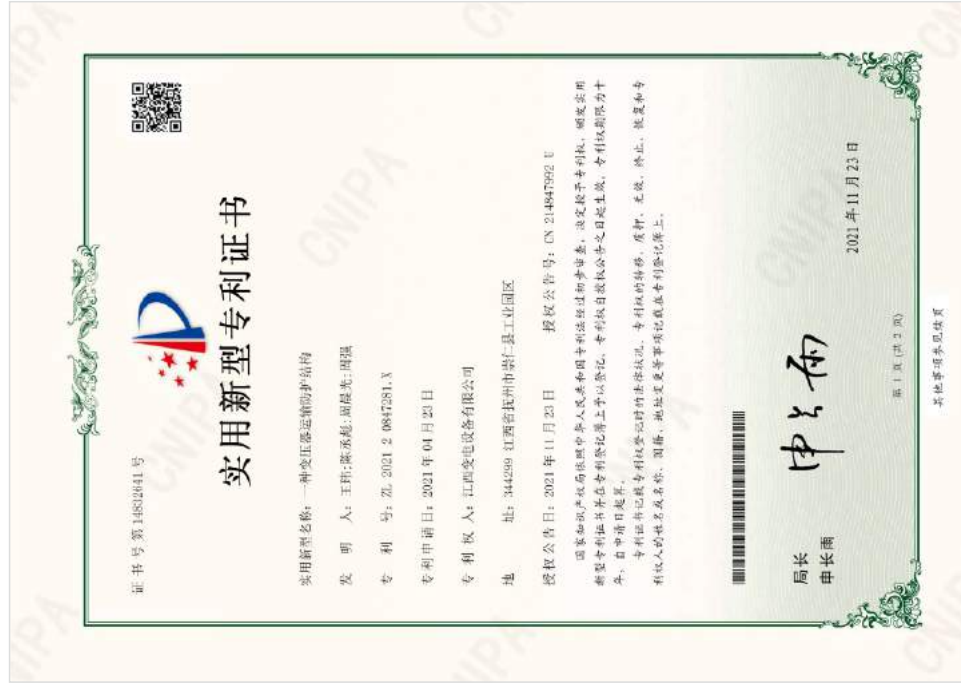 证书号第14832641号
实用新型专利证书
实用新型名称：一种变压器运输防护结构
发 明 人：王玮;陈丞彪;周晨光;周强
专 利 号：ZL 2021 2 0847281.X
专利申请日：2021年04月23日
专 利 权 人：江西变电设备有限公司
地 址：344299 江西省抚州市崇仁县工业园区
授权公告日：2021年11月23日 授权公告号：CN 214847992 U
国家知识产权局依照中华人民共和国专利法经过初步审查，决定授予专利权，颁发实用
新型专利证书并在专利登记簿上予以登记。专利权自授权公告之日起生效。专利权期限为十
年，自申请日起算。
专利证书记载专利权登记时的法律状况。专利权的转移、质押、无效、终止、恢复和专
利权人的姓名或名称、国籍、地址变更等事项记载在专利登记簿上。
局长
申长雨
申长雨
2021年11月23日
第 1 页 (共 2 页)
其他事项参见续页
CNIPA
CNIPA
CNIPA
CNIPA
CNIPA